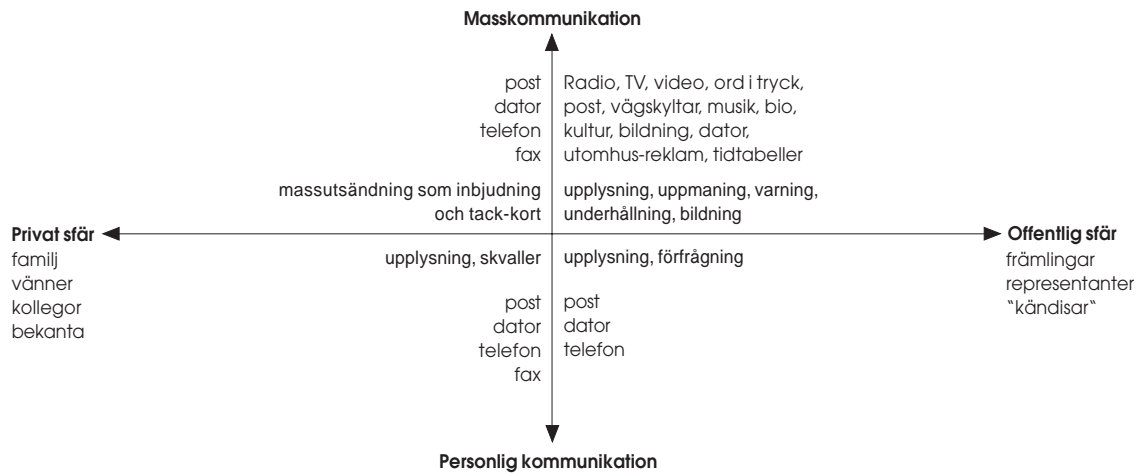 Masskommunikation
post
dator
telefon
fax
Radio, TV, video, ord i tryck,
post, vägskyltar, musik, bio,
kultur, bildning, dator,
utomhus-reklam, tidtabeller
massutsändning som inbjudning
och tack-kort
upplysning, uppmaning, varning,
underhållning, bildning
Privat sfär
familj
vänner
kollegor
bekanta
Offentlig sfär
främlingar
representanter
"kändisar"
upplysning, skvaller
upplysning, förfrågning
post
dator
telefon
fax
post
dator
telefon
Personlig kommunikation